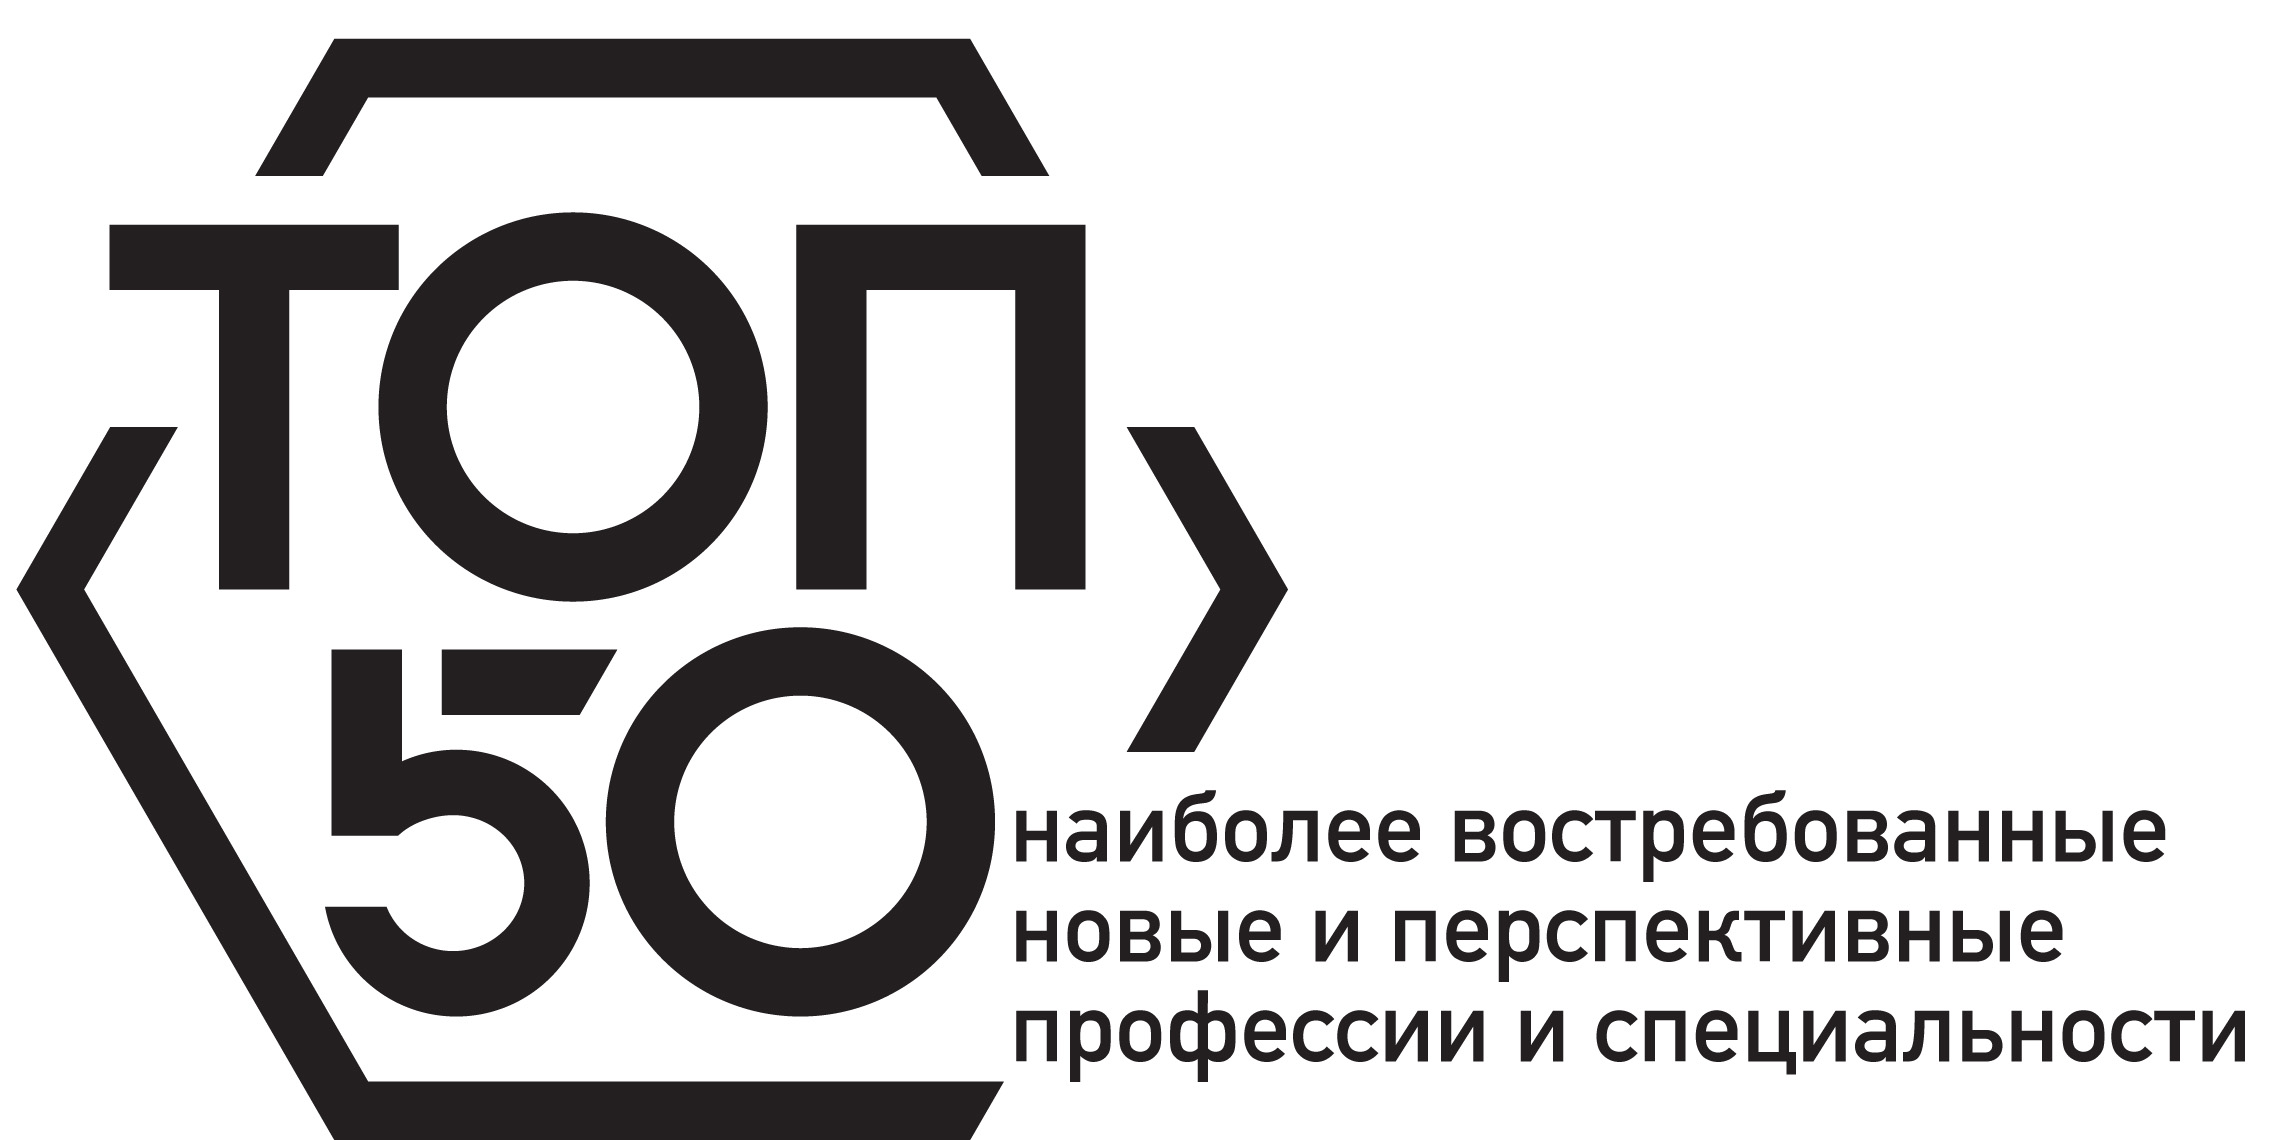 ТОП
50
наиболее востребованные
новые и перспективные
профессии и специальности